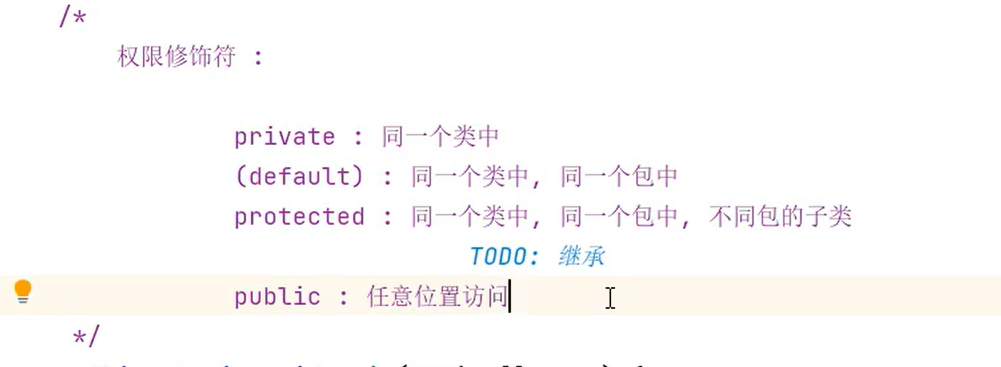 /*
权限修饰符 :
private : 同一个类中
(default) : 同一个类中, 同一个包中
protected : 同一个类中, 同一个包中, 不同包的子类
TODO: 继承
public : 任意位置访问
*/